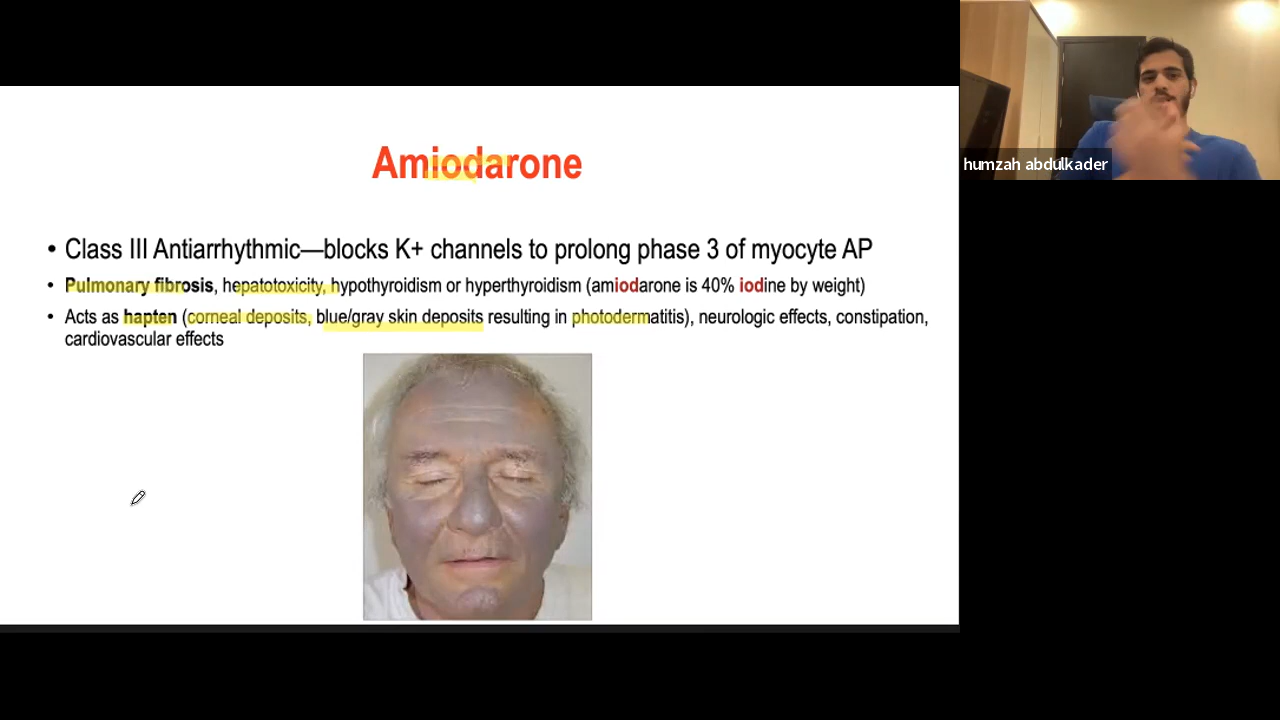 Amiodarone
• Class III Antiarrhythmic—blocks K+ channels to prolong phase 3 of myocyte AP
• Pulmonary fibrosis, hepatotoxicity, hypothyroidism or hyperthyroidism (amiodarone is 40% iodine by weight)
• Acts as hapten (corneal deposits, blue/gray skin deposits resulting in photodermatitis), neurologic effects, constipation,
cardiovascular effects
humzah abdulkader